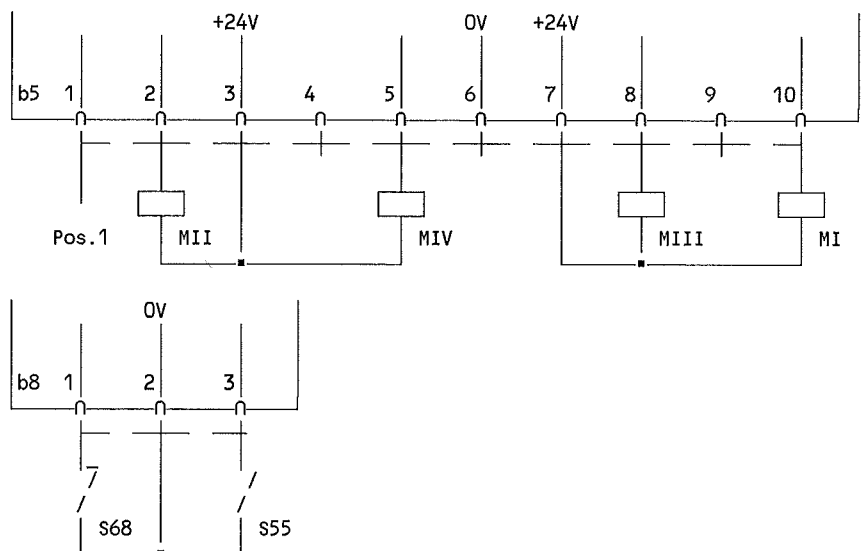 +24V 0V +24V
b5 1 2 3 4 5 6 7 8 9 10
Pos.1 MII MIV MIII MI
0V
b8 1 2 3
S68 S55